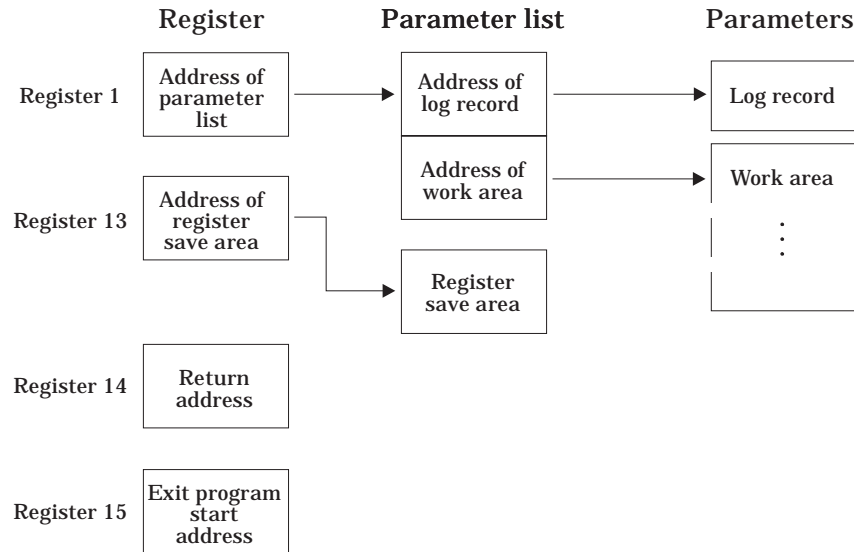 Register
Parameter list
Parameters
Register 1
Address of
parameter
list
Address of
log record
Log record
Address of
work area
Work area
Register 13
Address of
register
save area
Register
save area
Register 14
Return
address
Register 15
Exit program
start
address